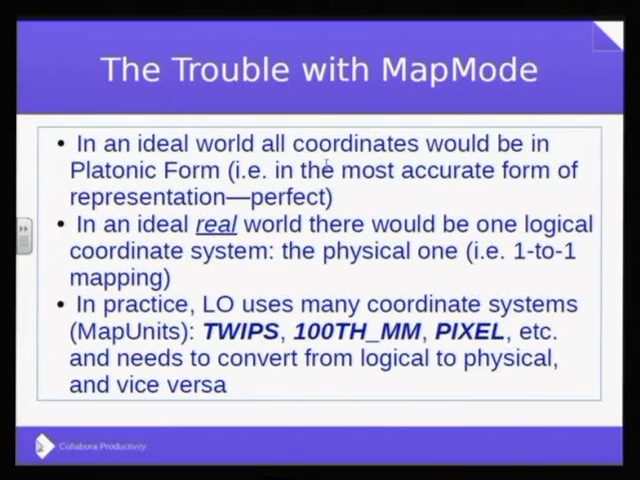 The Trouble with MapMode
• In an ideal world all coordinates would be in
Platonic Form (i.e. in the most accurate form of
representation—perfect)
• In an ideal real world there would be one logical
coordinate system: the physical one (i.e. 1-to-1
mapping)
• In practice, LO uses many coordinate systems
(MapUnits): TWIPS, 100TH_MM, PIXEL, etc.
and needs to convert from logical to physical,
and vice versa
Collabora Productivity